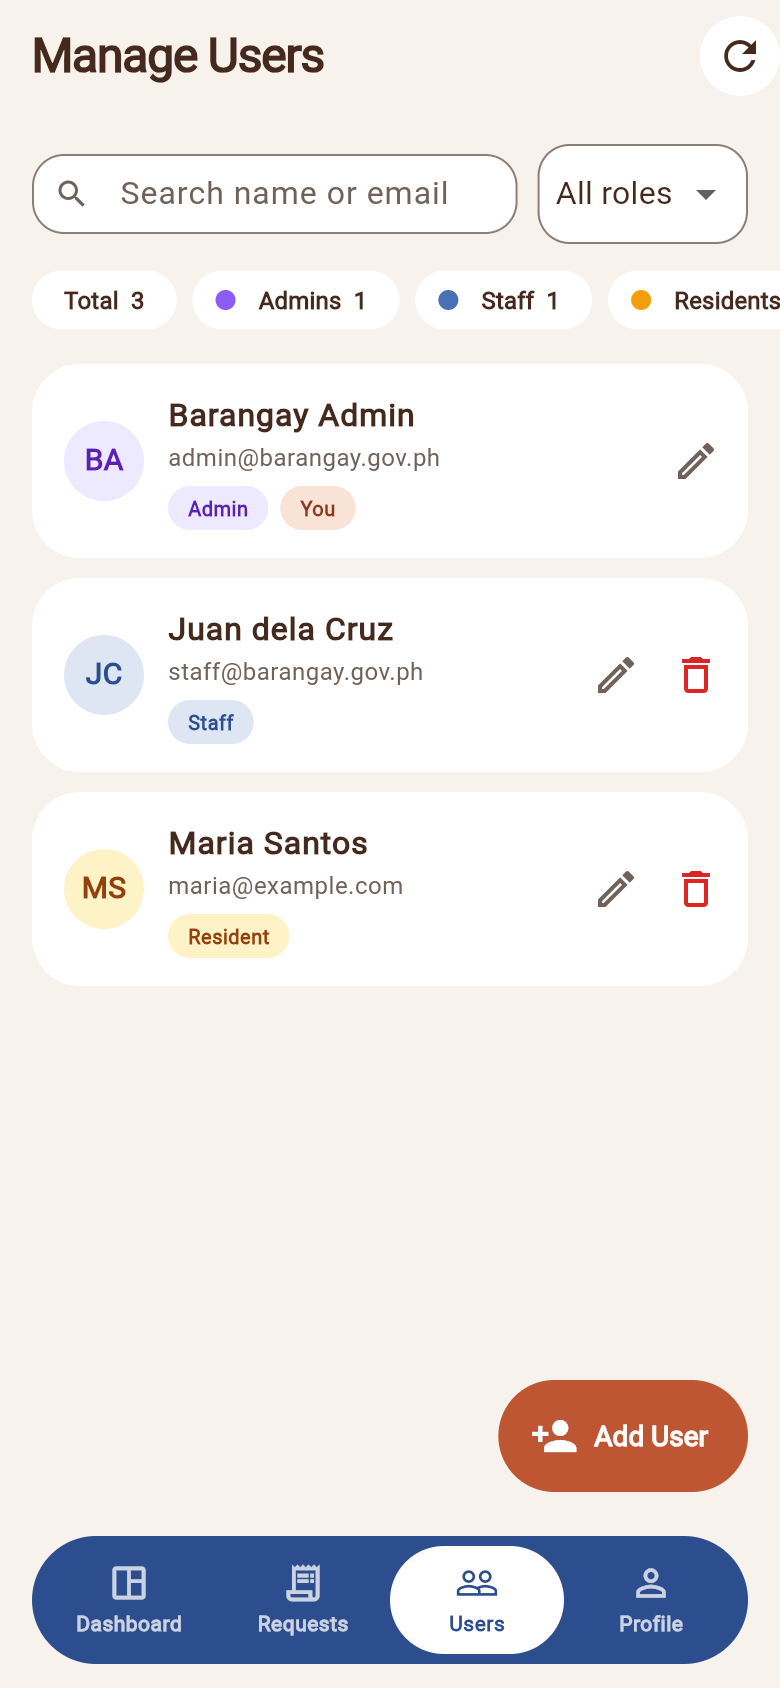 Manage Users
Search name or email
All roles
Total 3
Admins 1
Staff 1
Residents
BA
Barangay Admin
admin@barangay.gov.ph
Admin
You
JC
Juan dela Cruz
staff@barangay.gov.ph
Staff
MS
Maria Santos
maria@example.com
Resident
Add User
Dashboard
Requests
Users
Profile